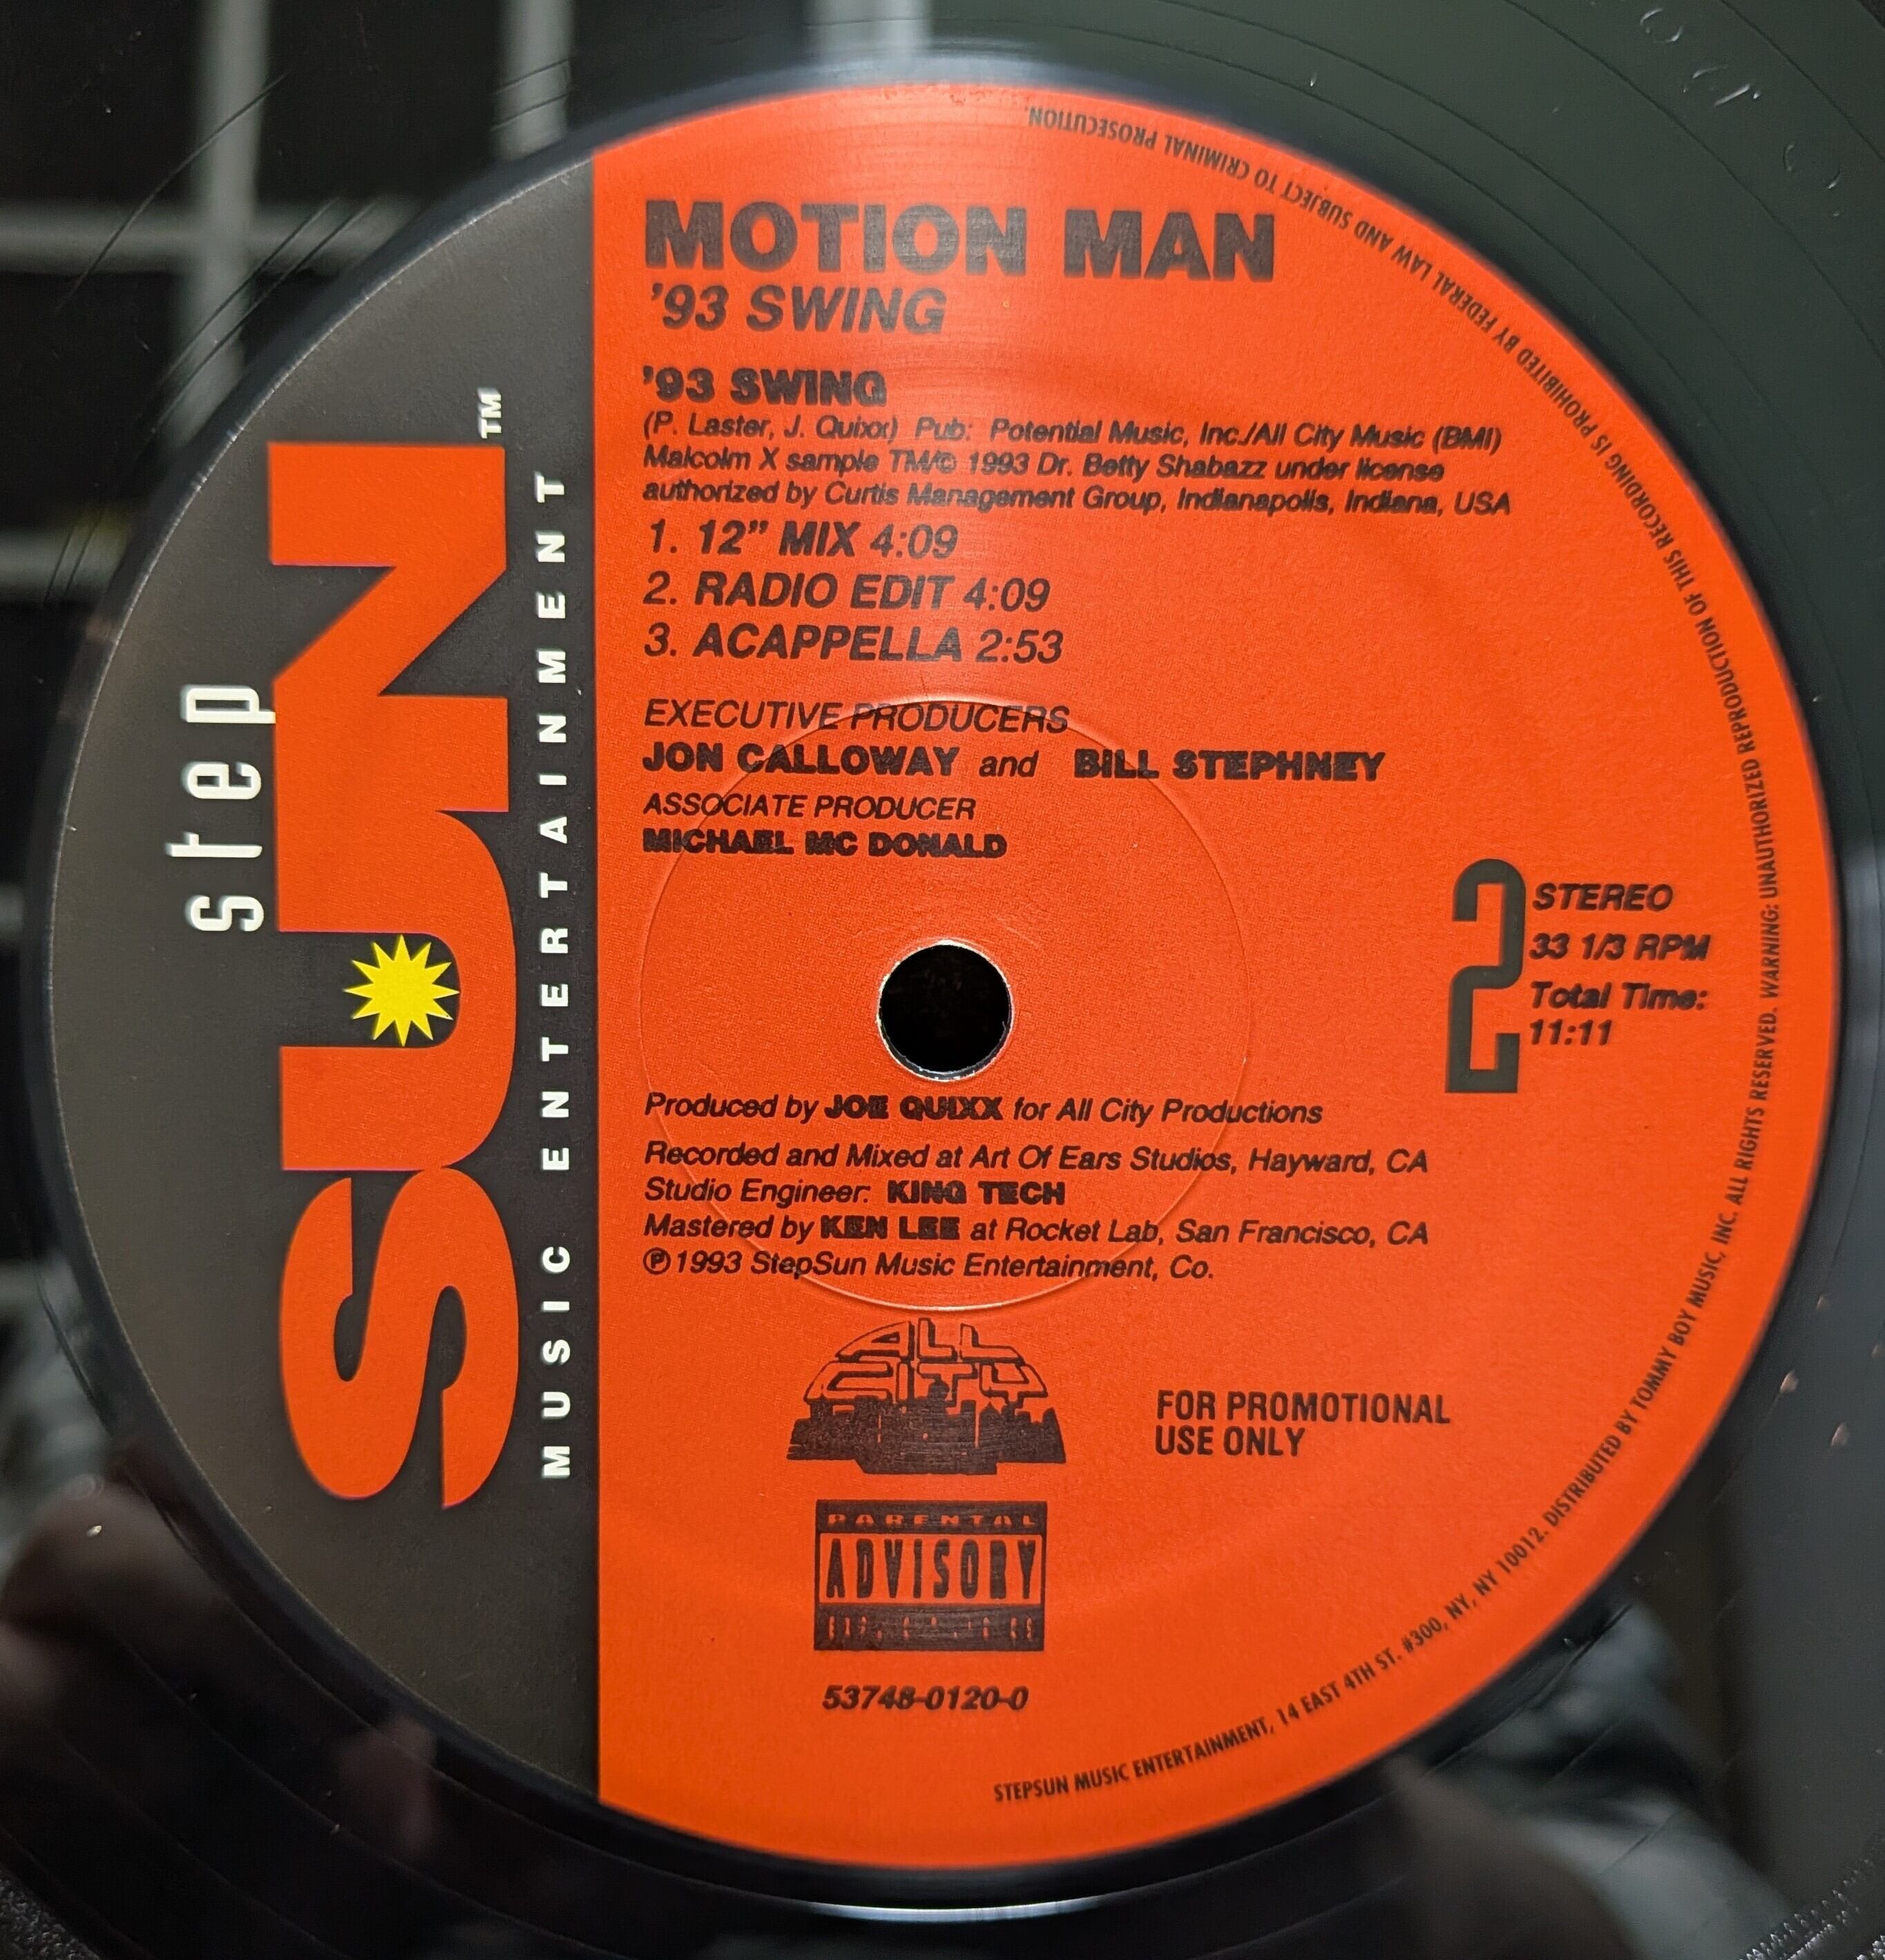 step
SUN
TM
MUSIC ENTERTAINMENT
MOTION MAN
'93 SWING
'93 SWING
(P. Laster, J. Quixx) Pub: Potential Music, Inc./All City Music (BMI)
Malcolm X sample TM/© 1993 Dr. Betty Shabazz under license
authorized by Curtis Management Group, Indianapolis, Indiana, USA
1. 12” MIX 4:09
2. RADIO EDIT 4:09
3. ACAPPELLA 2:53
EXECUTIVE PRODUCERS
JON CALLOWAY and BILL STEPHNEY
ASSOCIATE PRODUCER
MICHAEL MC DONALD
2
STEREO
33 1/3 RPM
Total Time:
11:11
Produced by JOE QUIXX for All City Productions
Recorded and Mixed at Art Of Ears Studios, Hayward, CA
Studio Engineer: KING TECH
Mastered by KEN LEE at Rocket Lab, San Francisco, CA
℗ 1993 StepSun Music Entertainment, Co.
ALL
CITY
FOR PROMOTIONAL
USE ONLY
PARENTAL
ADVISORY
53748-0120-0
STEPSUN MUSIC ENTERTAINMENT, 14 EAST 4TH ST. #300, NY, NY 10012. DISTRIBUTED BY TOMMY BOY MUSIC, INC. ALL RIGHTS RESERVED. WARNING: UNAUTHORIZED REPRODUCTION OF THIS RECORDING IS PROHIBITED BY FEDERAL LAW AND SUBJECT TO CRIMINAL PROSECUTION.